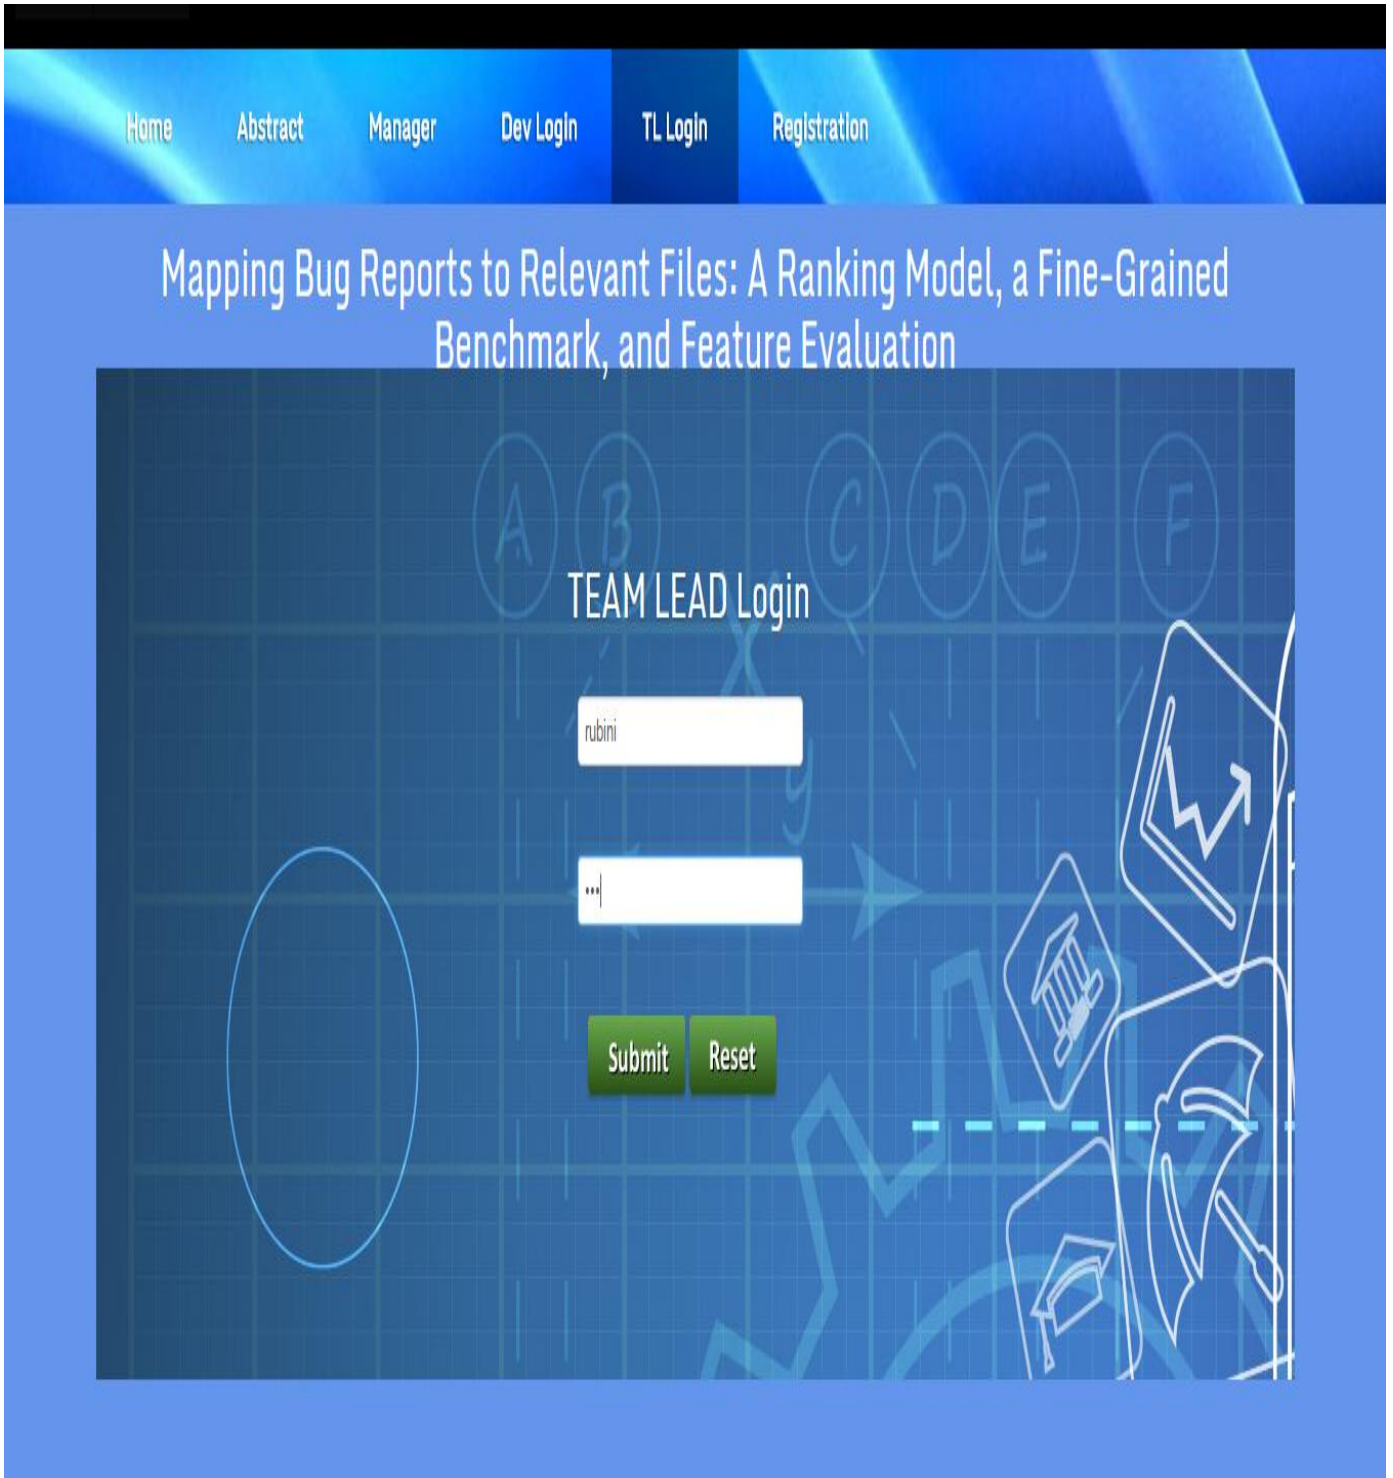 Home Abstract Manager Dev Login TL Login Registration
Mapping Bug Reports to Relevant Files: A Ranking Model, a Fine-Grained
Benchmark, and Feature Evaluation
A B C D E F
TEAM LEAD Login
x
rubini
y
•••
Submit Reset